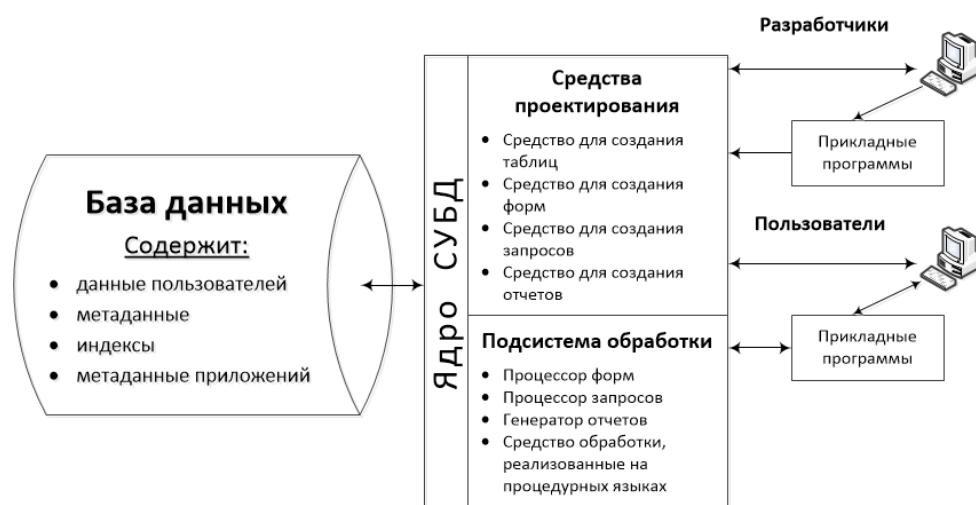 База данных
Содержит:
• данные пользователей
• метаданные
• индексы
• метаданные приложений
Ядро СУБД
Средства
проектирования
• Средство для создания
таблиц
• Средство для создания
форм
• Средство для создания
запросов
• Средство для создания
отчетов
Подсистема обработки
• Процессор форм
• Процессор запросов
• Генератор отчетов
• Средство обработки,
реализованные на
процедурных языках
Разработчики
Прикладные
программы
Пользователи
Прикладные
программы